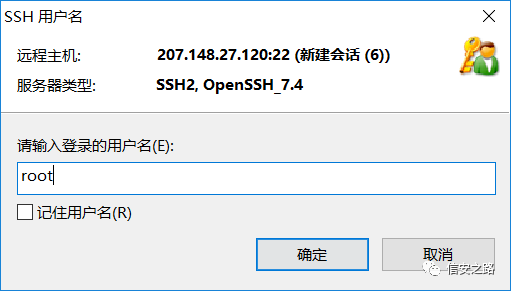 SSH 用户名
远程主机: 207.148.27.120:22 (新建会话 (6))
服务器类型: SSH2, OpenSSH_7.4
请输入登录的用户名(E):
root
记住用户名(R)
确定 取消
信安之路